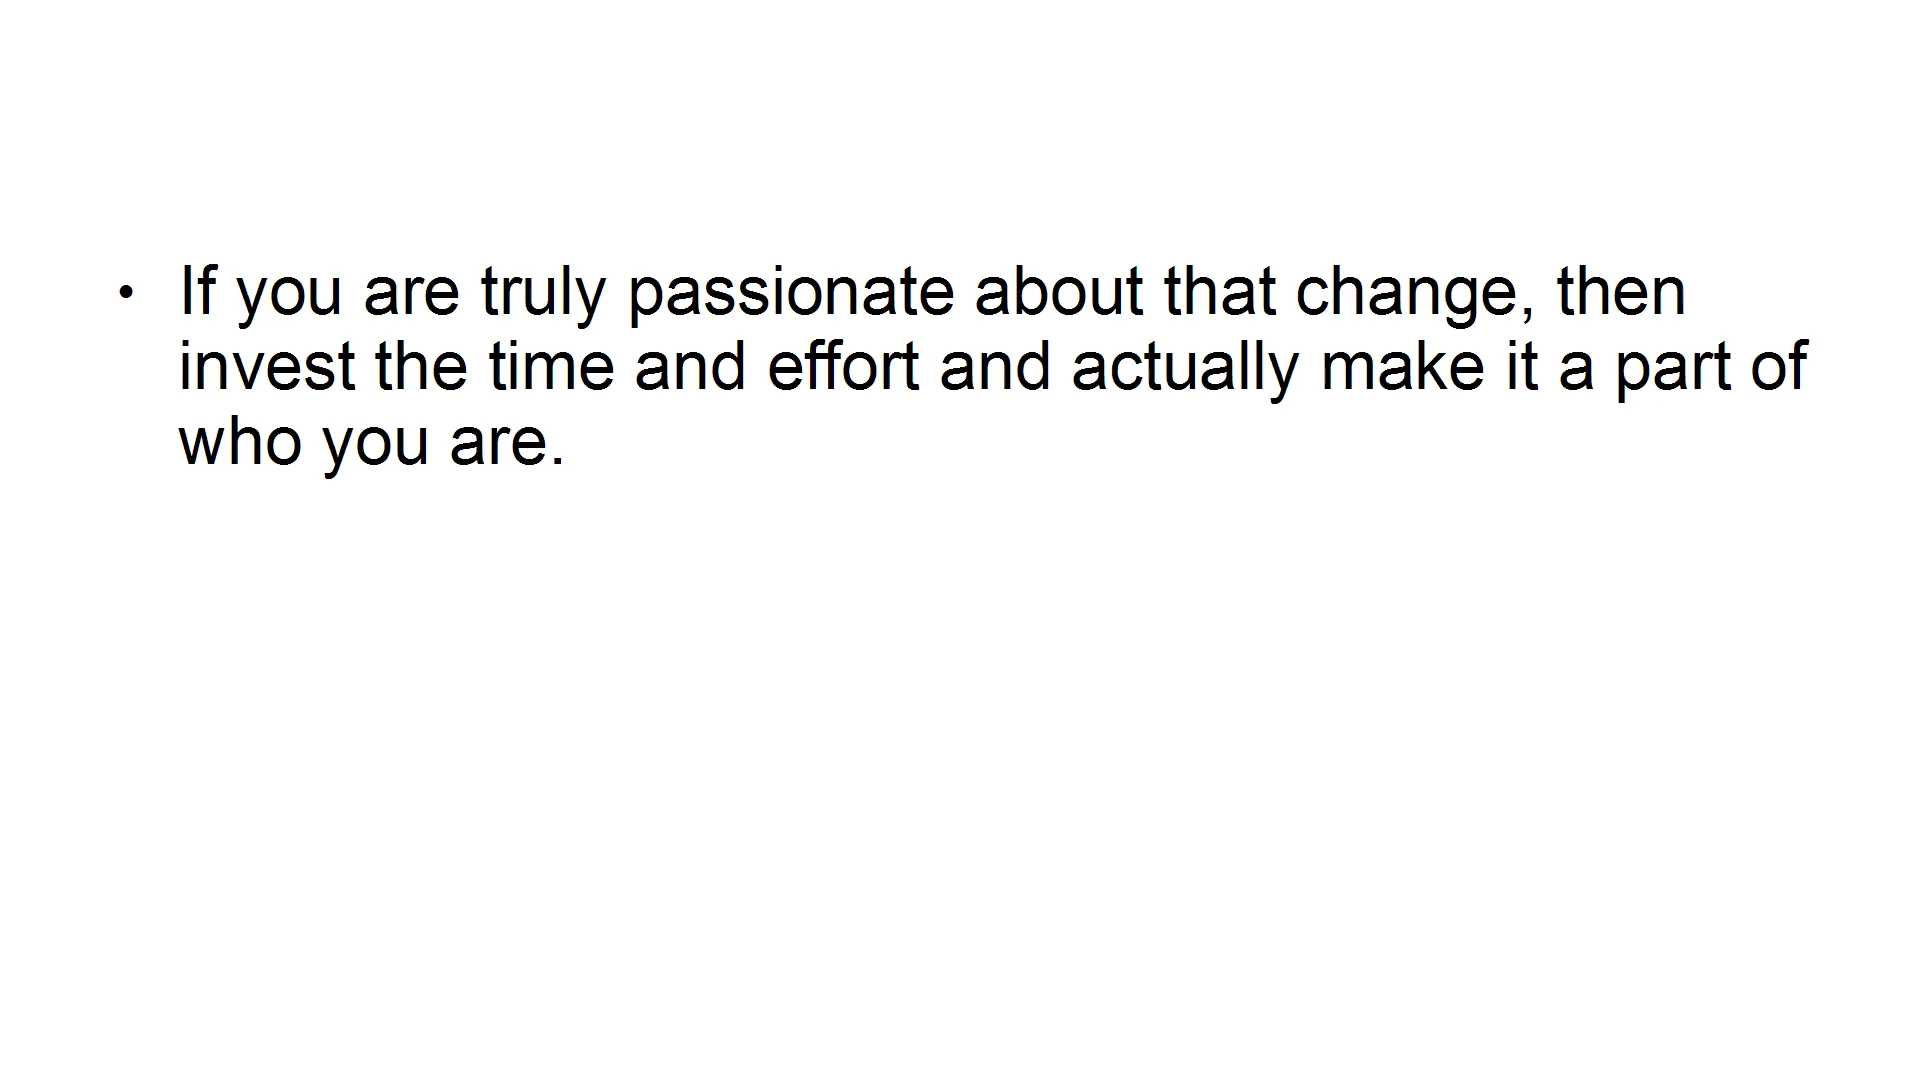 • If you are truly passionate about that change, then
invest the time and effort and actually make it a part of
who you are.